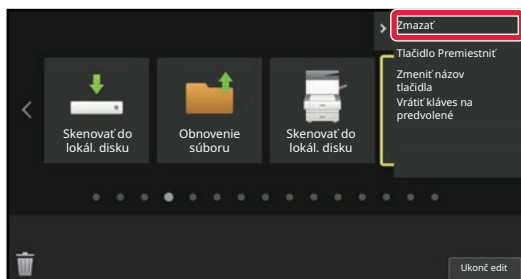 Zmazať
Tlačidlo Premiestniť
Zmeniť názov
tlačidla
Vrátiť kláves na
predvolené
Skenovať do
lokál. disku
Obnovenie
súboru
Skenovať do
lokál. disku
Ukonč edit